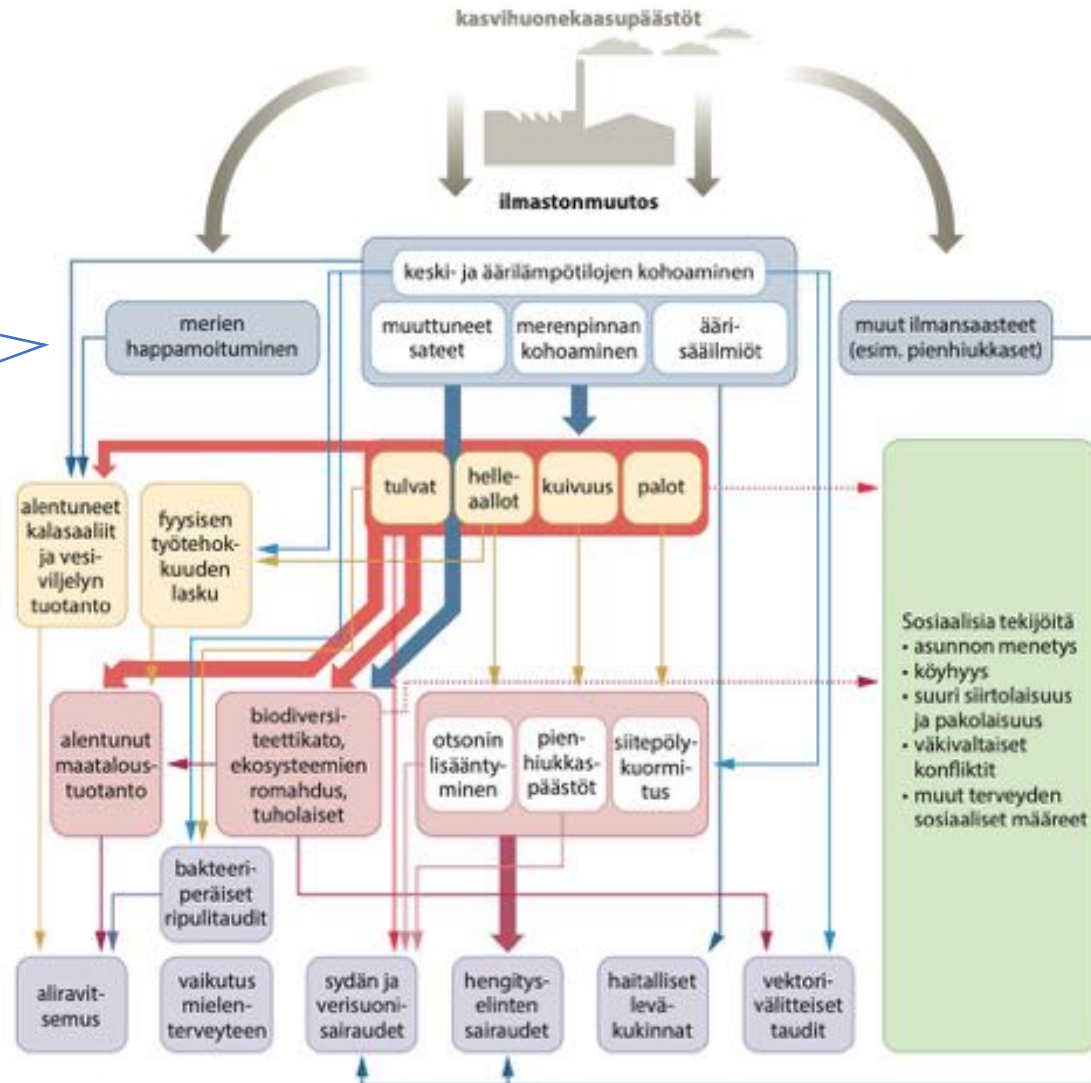 kasvihuonekaasupäästöt
ilmastonmuutos
keski- ja äärilämpötilojen kohoaminen
merien
happamoituminen
muuttuneet
sateet
merenpinnan
kohoaminen
ääri-
sääilmiöt
muut ilmansaasteet
(esim. pienhiukkaset)
tulvat
helle-
aallot
kuivuus
palot
alentuneet
kalasaaliit
ja vesi-
viljelyn
tuotanto
fyysisen
työtehok-
kuuden
lasku
Sosiaalisia tekijöitä
• asunnon menetys
• köyhyys
• suuri siirtolaisuus
ja pakolaisuus
• väkivaltaiset
konfliktit
• muut terveyden
sosiaaliset määreet
alentunut
maatalous-
tuotanto
biodiversi-
teettikato,
ekosysteemien
romahdus,
tuholaiset
otsonin
lisäänty-
minen
pien-
hiukkas-
päästöt
siitepöly-
kuormi-
tus
bakteeri-
peräiset
ripulitaudit
aliravit-
semus
vaikutus
mielen-
terveyteen
sydän ja
verisuoni-
sairaudet
hengitys-
elinten
sairaudet
haitalliset
levä-
kukinnat
vektori-
välitteiset
taudit